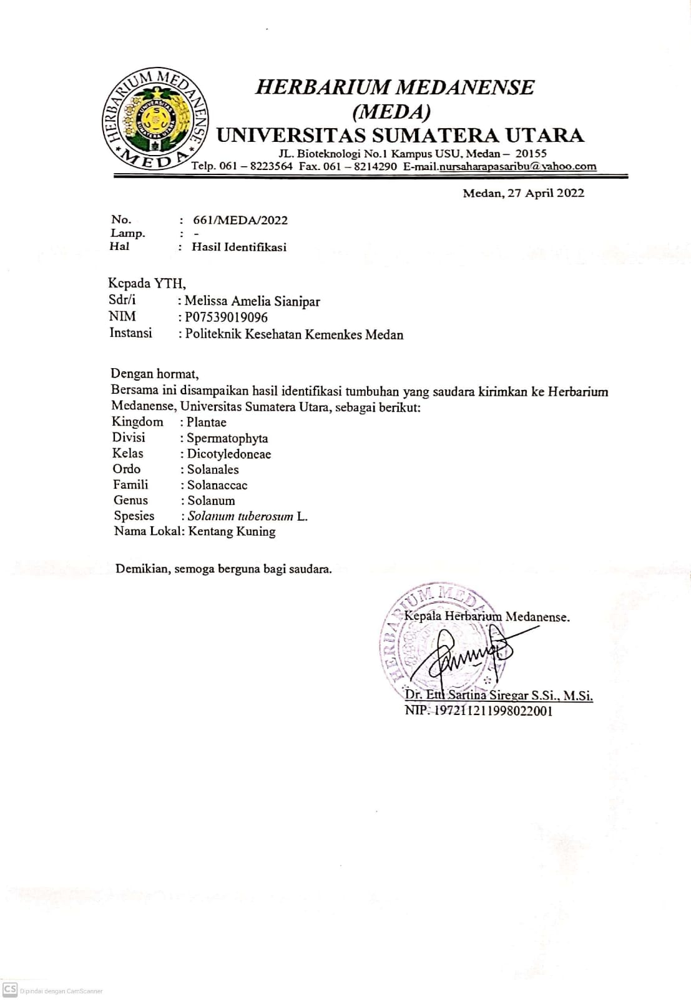 HERBARIUM MEDANENSE
MEDA
UNIVERSITAS
SUMATERA UTARA
HERBARIUM MEDANENSE
(MEDA)
UNIVERSITAS SUMATERA UTARA
JL. Bioteknologi No.1 Kampus USU, Medan – 20155
Telp. 061 – 8223564 Fax. 061 – 8214290 E-mail.nursaharapasaribu@yahoo.com
Medan, 27 April 2022
No. : 661/MEDA/2022
Lamp. : -
Hal : Hasil Identifikasi
Kepada YTH,
Sdr/i : Melissa Amelia Sianipar
NIM : P07539019096
Instansi : Politeknik Kesehatan Kemenkes Medan
Dengan hormat,
Bersama ini disampaikan hasil identifikasi tumbuhan yang saudara kirimkan ke Herbarium
Medanense, Universitas Sumatera Utara, sebagai berikut:
Kingdom : Plantae
Divisi : Spermatophyta
Kelas : Dicotyledoneae
Ordo : Solanales
Famili : Solanaceae
Genus : Solanum
Spesies : Solanum tuberosum L.
Nama Lokal: Kentang Kuning
Demikian, semoga berguna bagi saudara.
HERBARIUM MEDA
Kepala Herbarium Medanense.
Dr. Etti Sartina Siregar S.Si., M.Si.
NIP. 197211211998022001
CS Dipindai dengan CamScanner